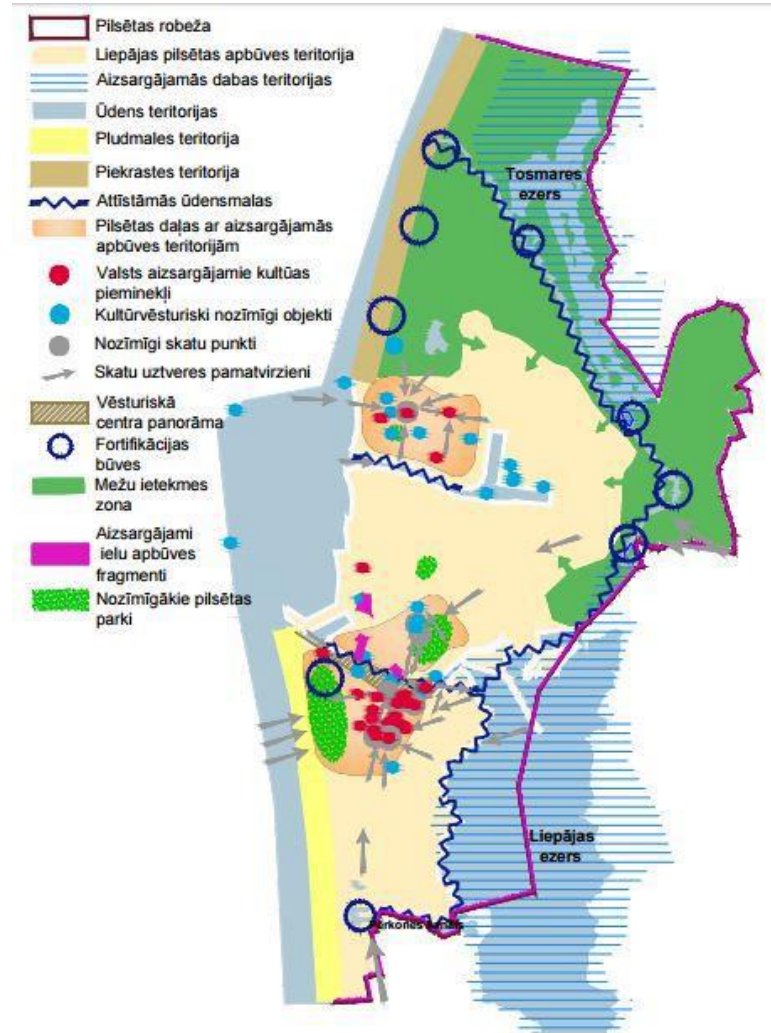 Pilsētas robeža
Liepājas pilsētas apbūves teritorija
Aizsargājamās dabas teritorijas
Ūdens teritorijas
Pludmales teritorija
Piekrastes teritorija
Attīstāmās ūdensmalas
Pilsētas daļas ar aizsargājamās
apbūves teritorijām
Valsts aizsargājamie kultūas
pieminekļi
Kultūrvēsturiski nozīmīgi objekti
Nozīmīgi skatu punkti
Skatu uztveres pamatvirzieni
Vēsturiskā
centra panorāma
Fortifikācijas
būves
Mežu ietekmes
zona
Aizsargājami
ielu apbūves
fragmenti
Nozīmīgākie pilsētas
parki
Tosmares
ezers
Liepājas
ezers